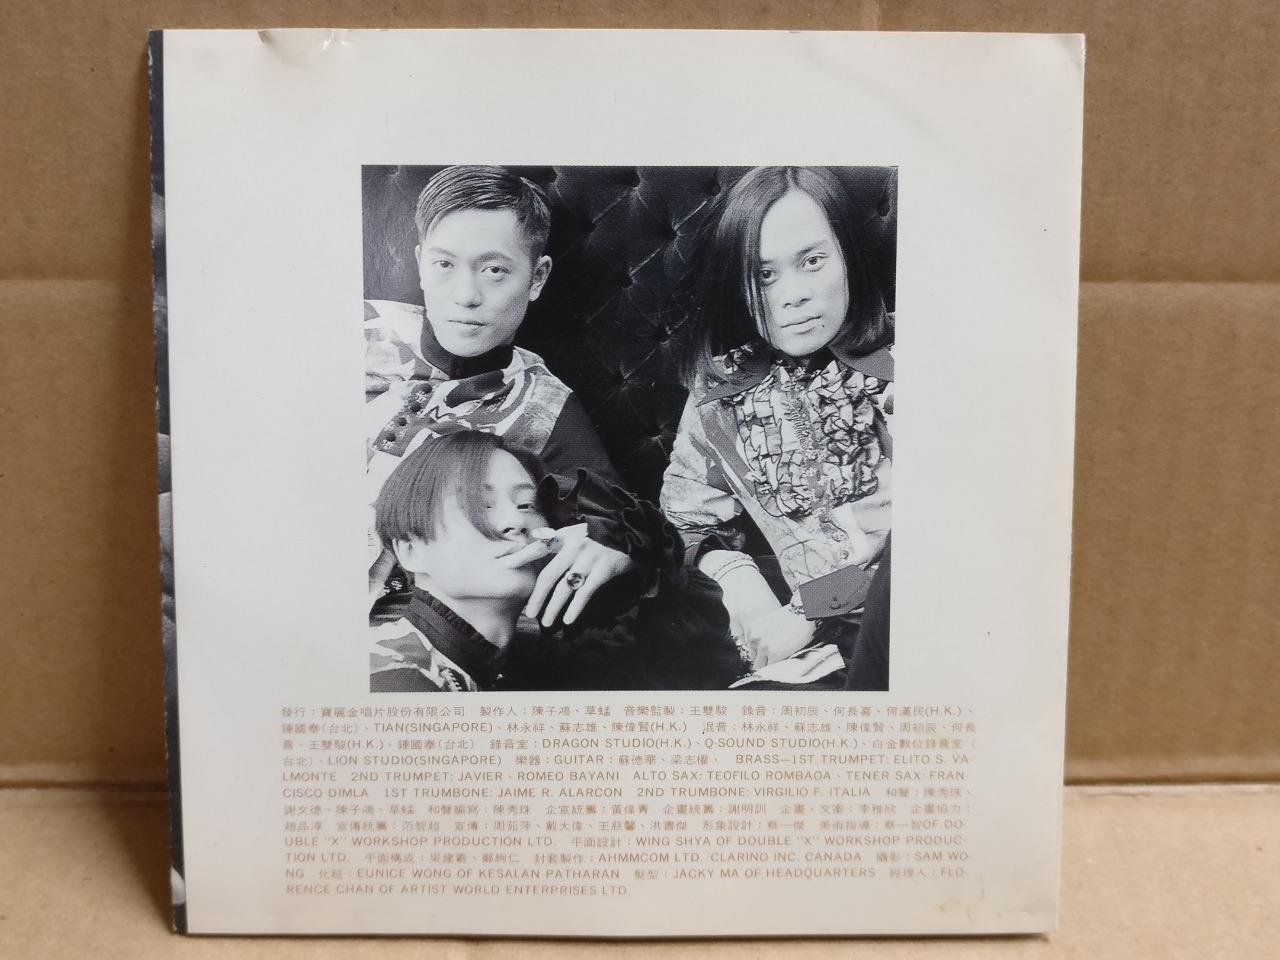 發行：寶麗金唱片股份有限公司　製作人：陳子鴻、草蜢　音樂監製：王雙駿　錄音：周初辰、何長喜、何漢民(H.K.)、
鍾國泰(台北)、TIAN(SINGAPORE)、林永祥、蘇志雄、陳偉賢(H.K.)　混音：林永祥、蘇志雄、陳偉賢、周初辰、何長
喜、王雙駿(H.K.)、鍾國泰(台北)　錄音室：DRAGON STUDIO(H.K.)、Q-SOUND STUDIO(H.K.)、白金數位錄音室(
台北)、LION STUDIO(SINGAPORE)　樂器：GUITAR：蘇德華、梁志權、　BRASS—1ST TRUMPET: ELITO S. VA-
LMONTE　2ND TRUMPET: JAVIER、ROMEO BAYANI　ALTO SAX: TEOFILO ROMBAOA、TENER SAX: FRAN-
CISCO DIMLA　1ST TRUMBONE: JAIME R. ALARCON　2ND TRUMBONE: VIRGILIO F. ITALIA　和聲：陳秀珠、
謝文德、陳子鴻、草蜢　和聲編寫：陳秀珠　企宣統籌：黃偉菁　企畫統籌：謝明訓　企畫、文案：李雅欣　企畫協力：
趙品淳　宣傳統籌：范智超　宣傳：周茹萍、戴大偉、王慈馨、洪書傑　形象設計：蔡一傑　美術指導：蔡一智OF DO-
UBLE "X" WORKSHOP PRODUCTION LTD.　平面設計：WING SHYA OF DOUBLE "X" WORKSHOP PRODUC-
TION LTD.　平面構成：吳建羲、鄭絢仁　封套製作：AHMMCOM LTD. CLARINO INC. CANADA　攝影：SAM WO-
NG　化粧：EUNICE WONG OF KESALAN PATHARAN　髮型：JACKY MA OF HEADQUARTERS　經理人：FLO-
RENCE CHAN OF ARTIST WORLD ENTERPRISES LTD.